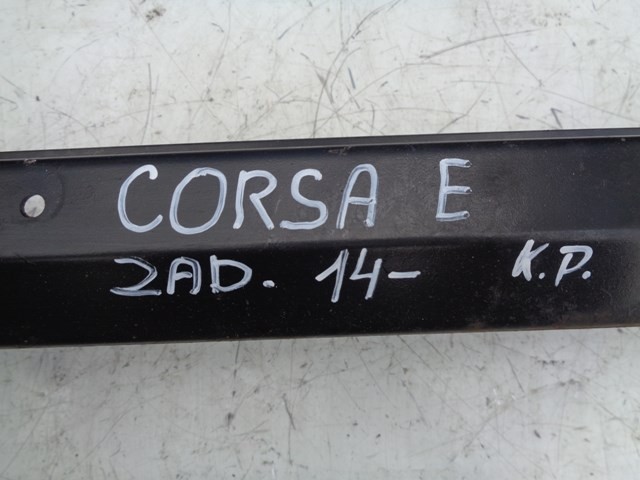 CORSA E
ZAD. 14- K.P.